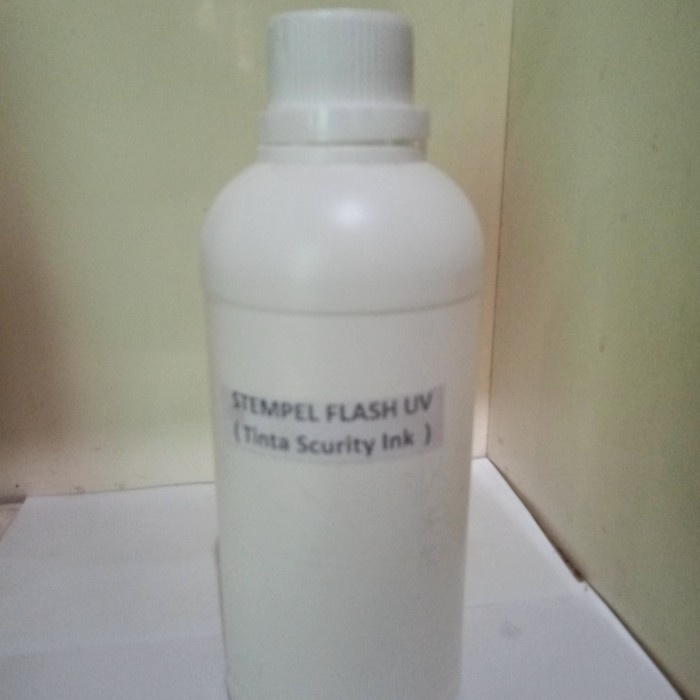 STEMPEL FLASH UV
(Tinta Scurity Ink )